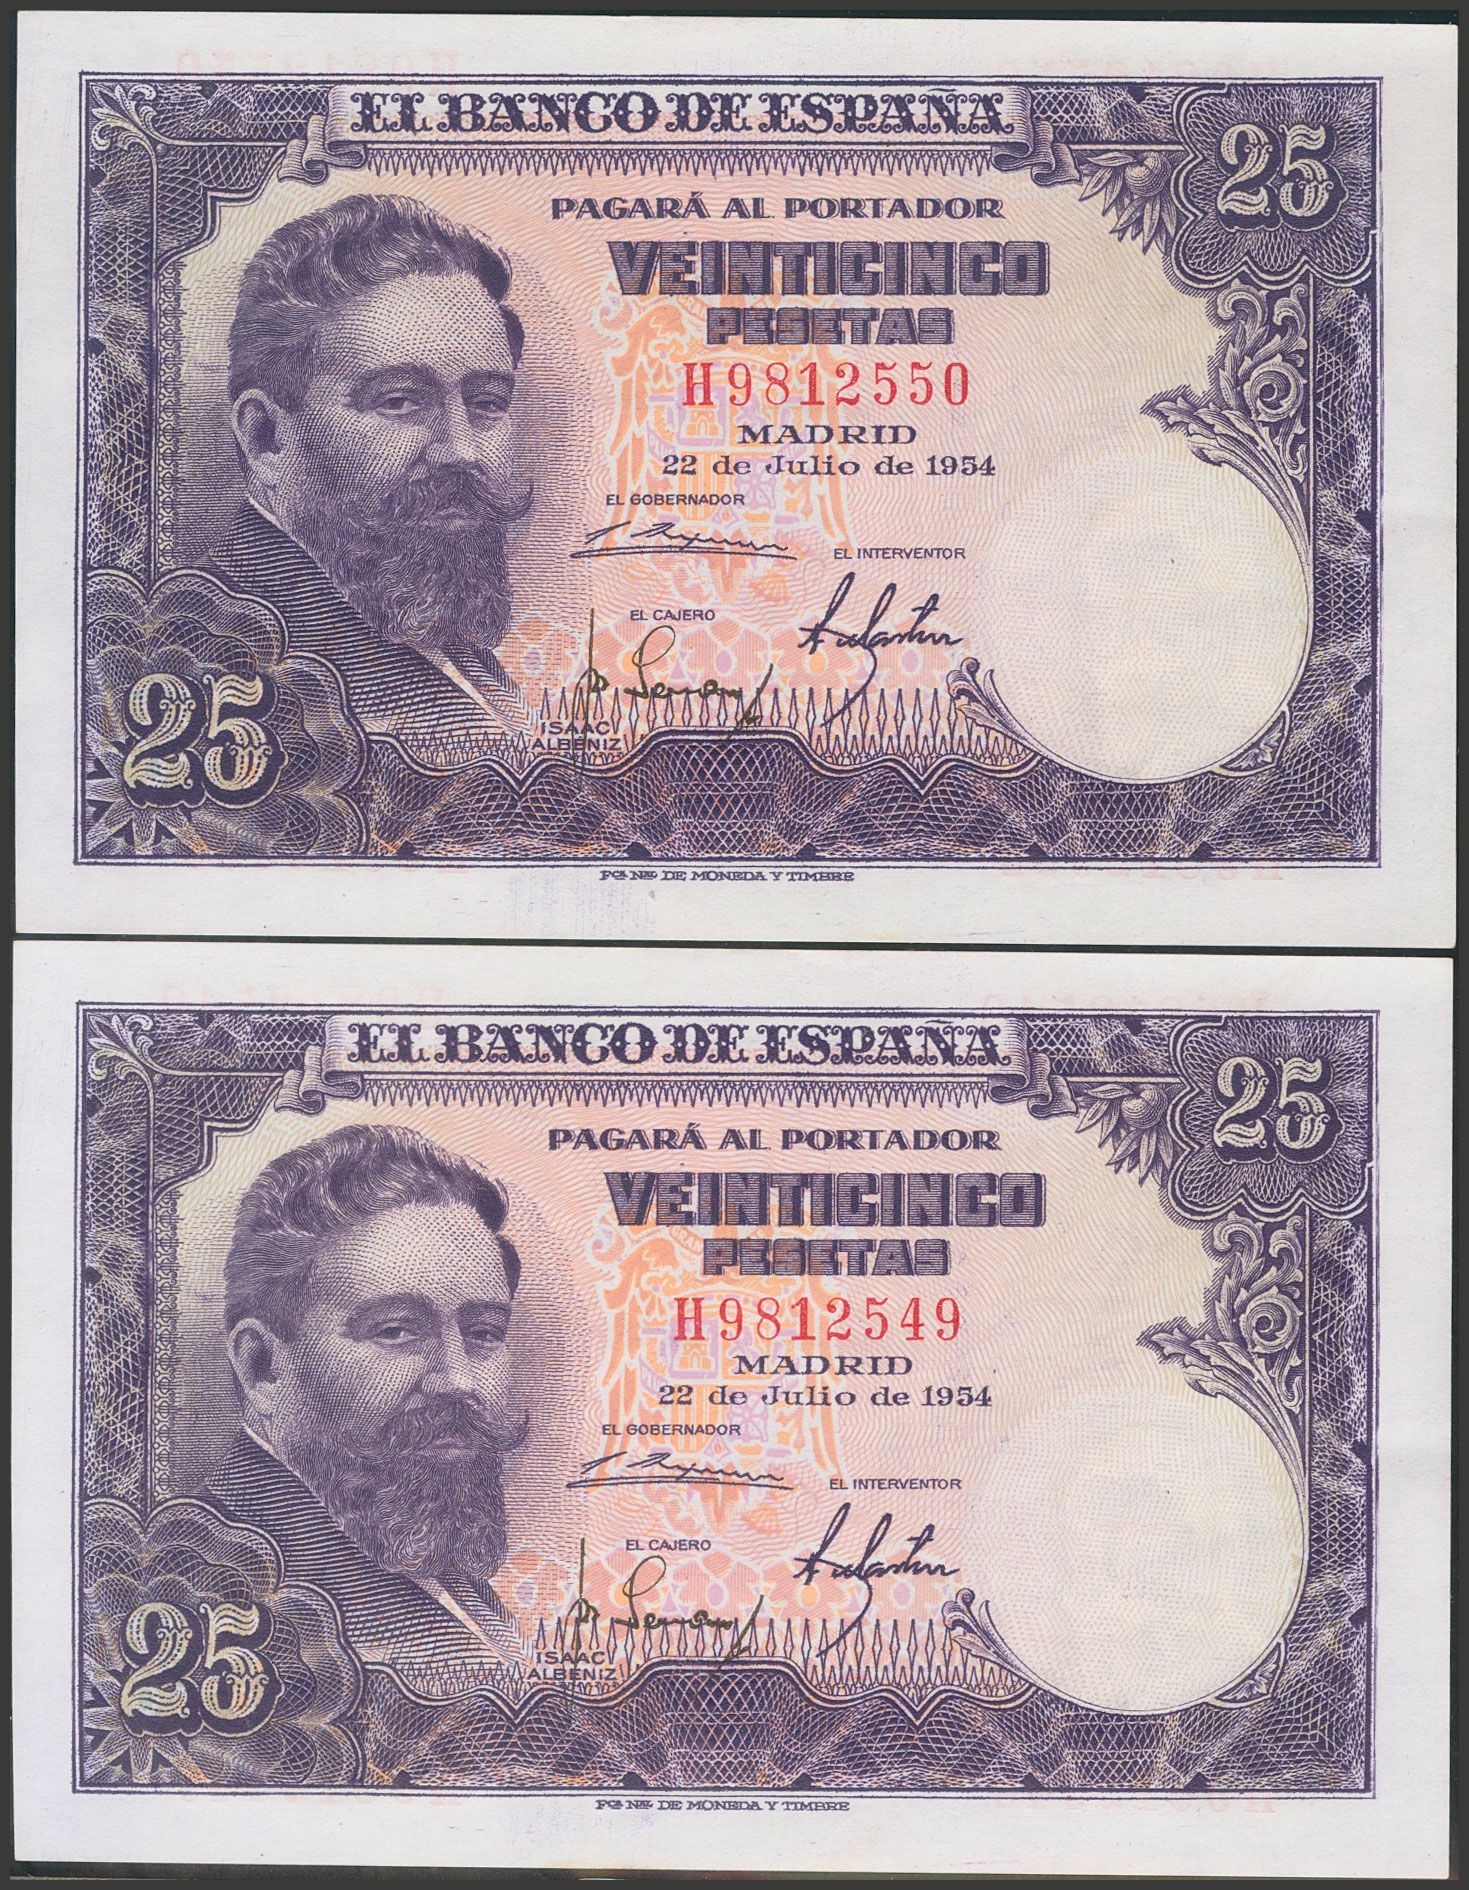 EL BANCO DE ESPAÑA
25
PAGARÁ AL PORTADOR
VEINTICINCO
PESETAS
H9812550
MADRID
22 de Julio de 1954
EL GOBERNADOR
EL INTERVENTOR
EL CAJERO
ISAAC
ALBENIZ
25
Fca. Nal. DE MONEDA Y TIMBRE
EL BANCO DE ESPAÑA
25
PAGARÁ AL PORTADOR
VEINTICINCO
PESETAS
H9812549
MADRID
22 de Julio de 1954
EL GOBERNADOR
EL INTERVENTOR
EL CAJERO
ISAAC
ALBENIZ
25
Fca. Nal. DE MONEDA Y TIMBRE